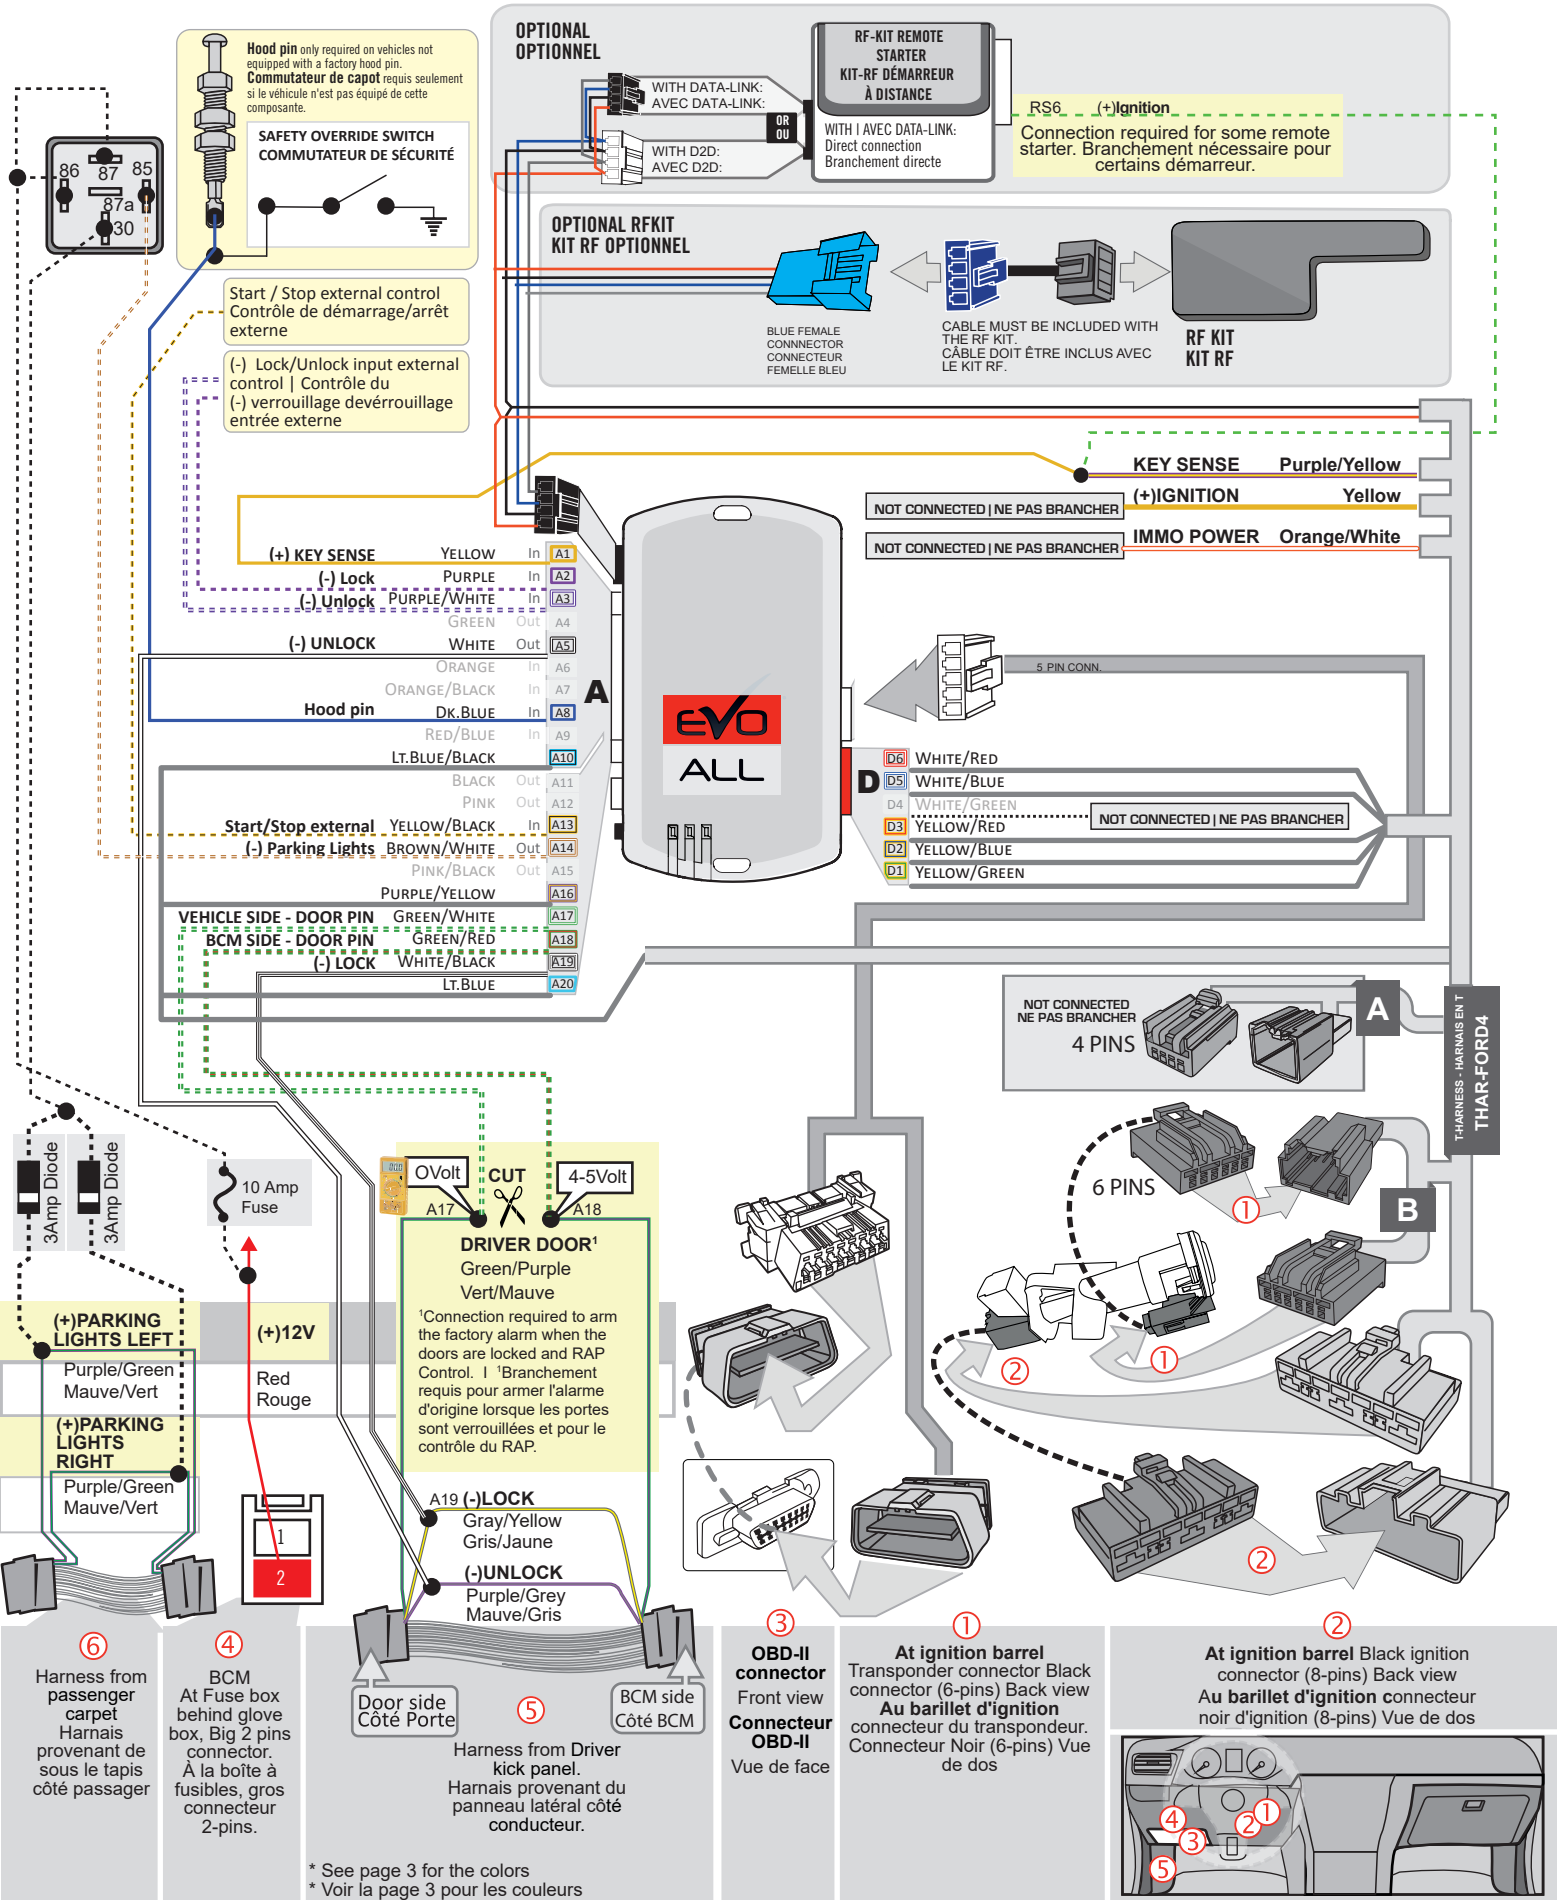 OPTIONAL
OPTIONNEL
RF-KIT REMOTE
STARTER
KIT-RF DÉMARREUR
À DISTANCE
WITH DATA-LINK:
AVEC DATA-LINK:
OR
OU
WITH D2D:
AVEC D2D:
WITH I AVEC DATA-LINK:
Direct connection
Branchement directe
RS6 (+)Ignition
Connection required for some remote
starter. Branchement nécessaire pour
certains démarreur.
Hood pin only required on vehicles not
equipped with a factory hood pin.
Commutateur de capot requis seulement
si le véhicule n'est pas équipé de cette
composante.
SAFETY OVERRIDE SWITCH
COMMUTATEUR DE SÉCURITÉ
86
87
85
87a
30
OPTIONAL RFKIT
KIT RF OPTIONNEL
BLUE FEMALE
CONNNECTOR
CONNECTEUR
FEMELLE BLEU
CABLE MUST BE INCLUDED WITH
THE RF KIT.
CÂBLE DOIT ÊTRE INCLUS AVEC
LE KIT RF.
RF KIT
KIT RF
Start / Stop external control
Contrôle de démarrage/arrêt
externe
(-) Lock/Unlock input external
control | Contrôle du
(-) verrouillage devérrouillage
entrée externe
KEY SENSE Purple/Yellow
NOT CONNECTED | NE PAS BRANCHER
(+)IGNITION Yellow
NOT CONNECTED | NE PAS BRANCHER
IMMO POWER Orange/White
(+) KEY SENSE YELLOW In A1
(-) Lock PURPLE In A2
(-) Unlock PURPLE/WHITE In A3
GREEN Out A4
(-) UNLOCK WHITE Out A5
ORANGE In A6
ORANGE/BLACK In A7
Hood pin DK.BLUE In A8
RED/BLUE In A9
LT.BLUE/BLACK A10
BLACK Out A11
PINK Out A12
Start/Stop external YELLOW/BLACK In A13
(-) Parking Lights BROWN/WHITE Out A14
PINK/BLACK Out A15
PURPLE/YELLOW A16
VEHICLE SIDE - DOOR PIN GREEN/WHITE A17
BCM SIDE - DOOR PIN GREEN/RED A18
(-) LOCK WHITE/BLACK A19
LT.BLUE A20
A
EVO
ALL
5 PIN CONN.
D
D6 WHITE/RED
D5 WHITE/BLUE
D4 WHITE/GREEN
NOT CONNECTED | NE PAS BRANCHER
D3 YELLOW/RED
D2 YELLOW/BLUE
D1 YELLOW/GREEN
NOT CONNECTED
NE PAS BRANCHER
4 PINS
A
T-HARNESS - HARNAIS EN T
THAR-FORD4
6 PINS
B
1
1
2
2
3Amp Diode
3Amp Diode
10 Amp
Fuse
0Volt
CUT
4-5Volt
A17
A18
DRIVER DOOR¹
Green/Purple
Vert/Mauve
¹Connection required to arm
the factory alarm when the
doors are locked and RAP
Control. I ¹Branchement
requis pour armer l'alarme
d'origine lorsque les portes
sont verrouillées et pour le
contrôle du RAP.
(+)PARKING
LIGHTS LEFT
Purple/Green
Mauve/Vert
(+)PARKING
LIGHTS
RIGHT
Purple/Green
Mauve/Vert
(+)12V
Red
Rouge
1
2
A19 (-)LOCK
Gray/Yellow
Gris/Jaune
(-)UNLOCK
Purple/Grey
Mauve/Gris
Door side
Côté Porte
BCM side
Côté BCM
6
Harness from
passenger
carpet
Harnais
provenant de
sous le tapis
côté passager
4
BCM
At Fuse box
behind glove
box, Big 2 pins
connector.
À la boîte à
fusibles, gros
connecteur
2-pins.
5
Harness from Driver
kick panel.
Harnais provenant du
panneau latéral côté
conducteur.
* See page 3 for the colors
* Voir la page 3 pour les couleurs
3
OBD-II
connector
Front view
Connecteur
OBD-II
Vue de face
1
At ignition barrel
Transponder connector Black
connector (6-pins) Back view
Au barillet d'ignition
connecteur du transpondeur.
Connecteur Noir (6-pins) Vue
de dos
2
At ignition barrel Black ignition
connector (8-pins) Back view
Au barillet d'ignition connecteur
noir d'ignition (8-pins) Vue de dos
4
3
2
1
5